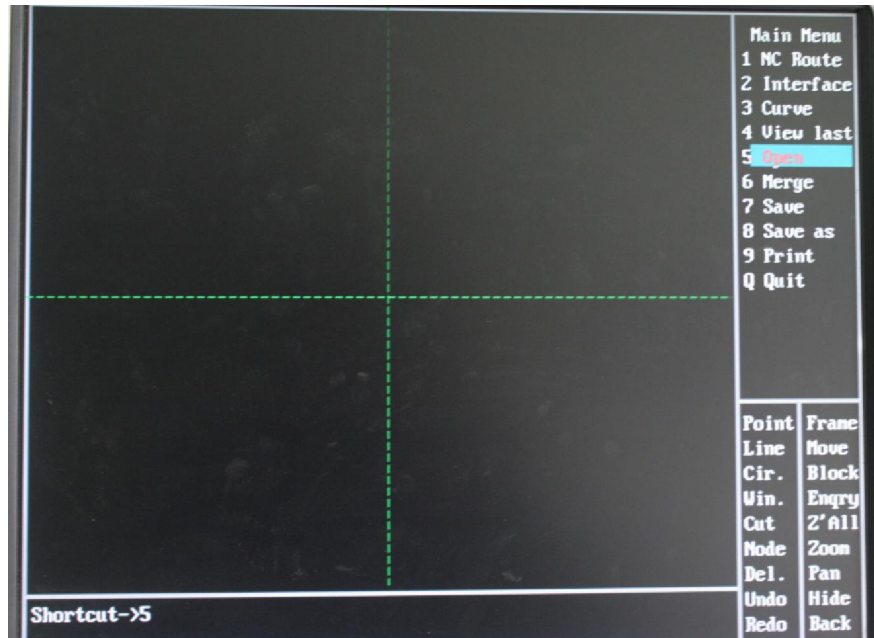 Main Menu
1 NC Route
2 Interface
3 Curve
4 View last
5 Open
6 Merge
7 Save
8 Save as
9 Print
Q Quit
Point Frame
Line Move
Cir. Block
Win. Enqry
Cut Z'All
Node Zoom
Del. Pan
Undo Hide
Redo Back
Shortcut->5